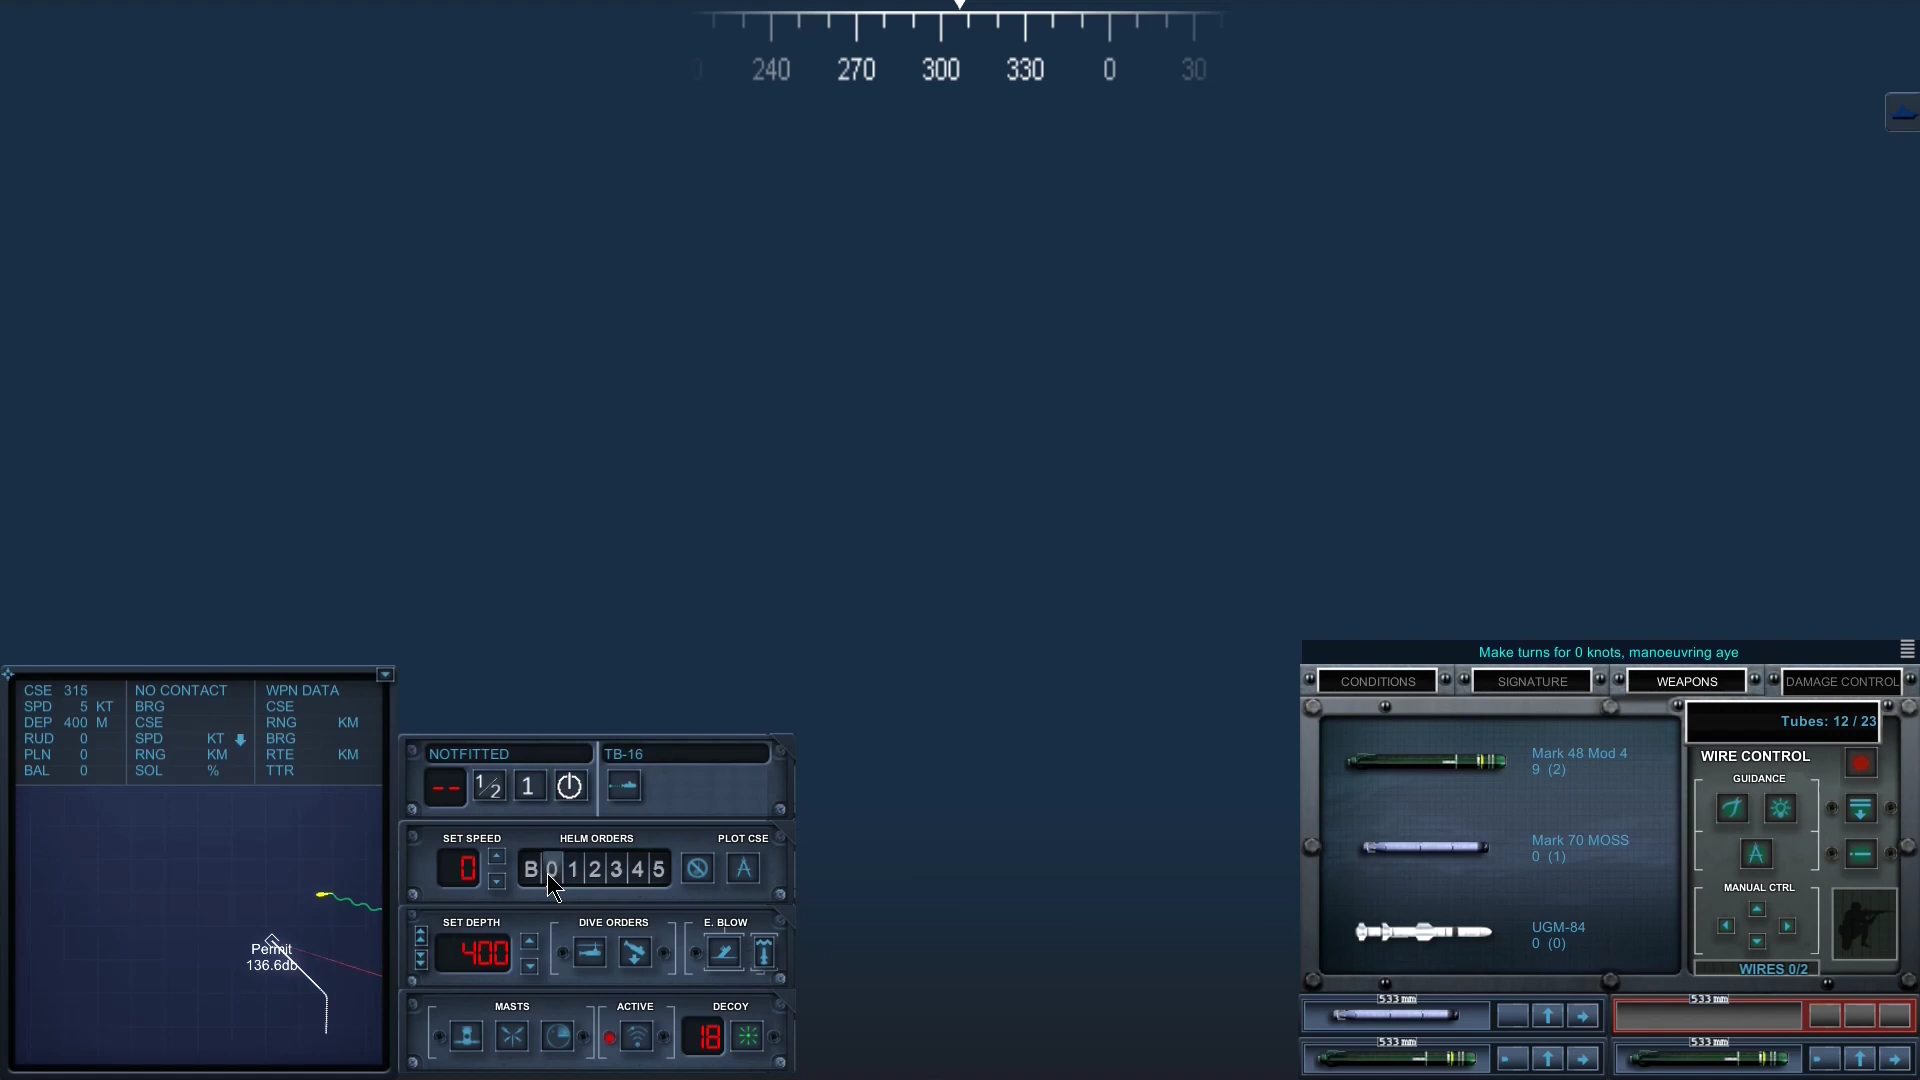 240 270 300 330 0 30
Make turns for 0 knots, manoeuvring aye
CONDITIONS SIGNATURE WEAPONS DAMAGE CONTROL
CSE 315
SPD 5 KT
DEP 400 M
RUD 0
PLN 0
BAL 0
NO CONTACT
BRG
CSE
SPD KT
RNG KM
SOL %
WPN DATA
CSE
RNG KM
BRG
RTE KM
TTR
Permit
136.6db
NOTFITTED TB-16
-- 1/2 1
SET SPEED HELM ORDERS PLOT CSE
0 B 0 1 2 3 4 5
SET DEPTH DIVE ORDERS E. BLOW
400
MASTS ACTIVE DECOY
18
Mark 48 Mod 4
9 (2)
Mark 70 MOSS
0 (1)
UGM-84
0 (0)
Tubes: 12 / 23
WIRE CONTROL
GUIDANCE
MANUAL CTRL
WIRES 0/2
533 mm 533 mm
533 mm 533 mm